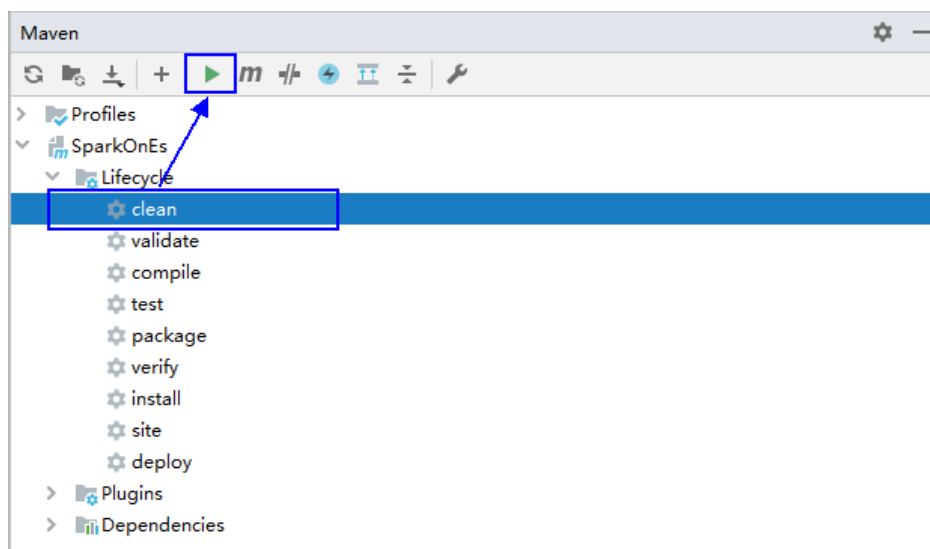 Maven
m
Profiles
SparkOnEs
Lifecycle
clean
validate
compile
test
package
verify
install
site
deploy
Plugins
Dependencies